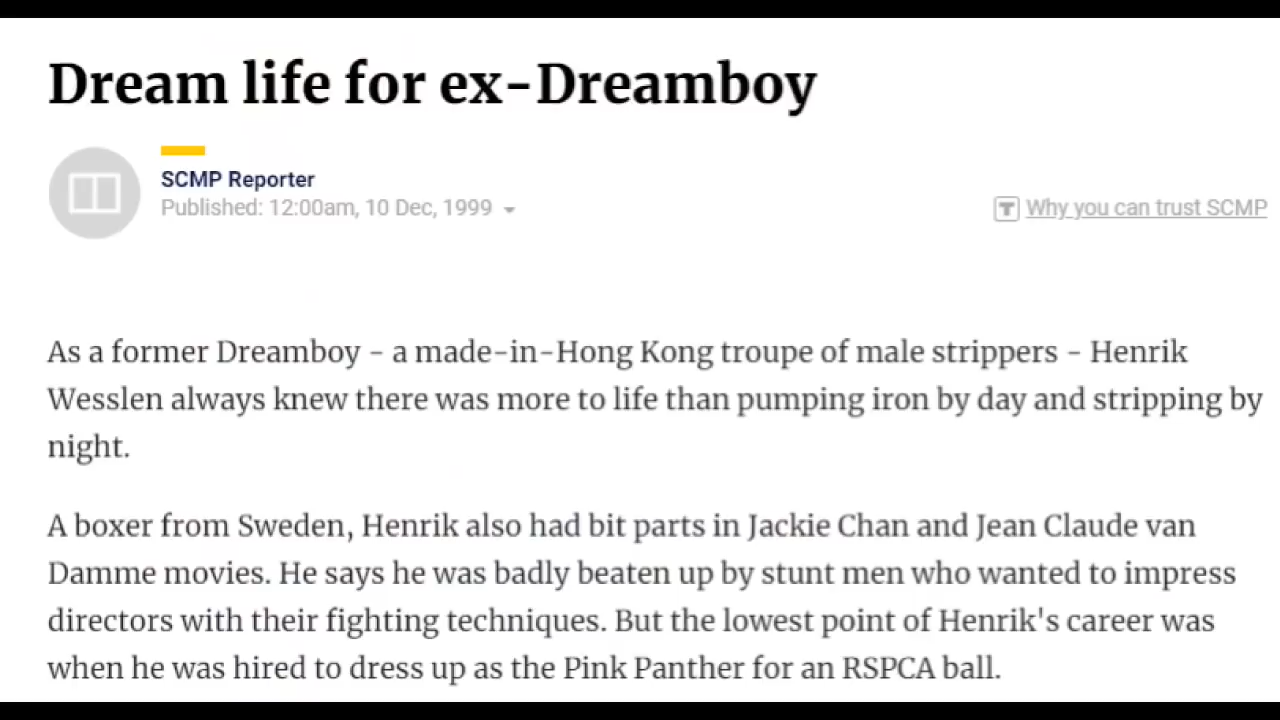 Dream life for ex-Dreamboy
SCMP Reporter
Published: 12:00am, 10 Dec, 1999
Why you can trust SCMP
As a former Dreamboy - a made-in-Hong Kong troupe of male strippers - Henrik
Wesslen always knew there was more to life than pumping iron by day and stripping by
night.
A boxer from Sweden, Henrik also had bit parts in Jackie Chan and Jean Claude van
Damme movies. He says he was badly beaten up by stunt men who wanted to impress
directors with their fighting techniques. But the lowest point of Henrik's career was
when he was hired to dress up as the Pink Panther for an RSPCA ball.